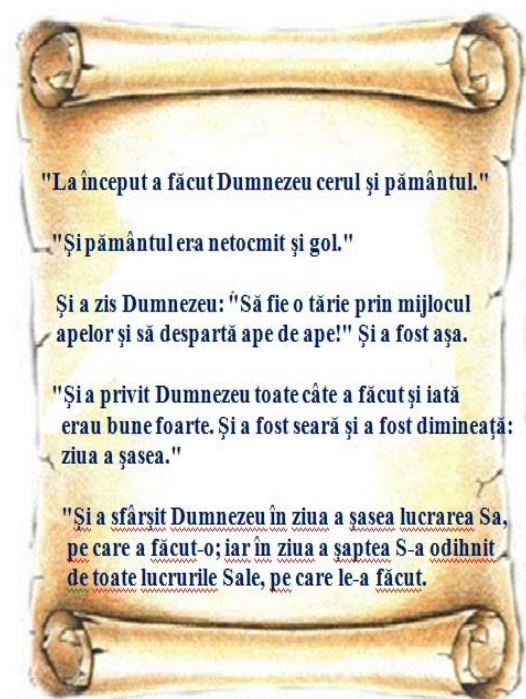 "La început a făcut Dumnezeu cerul şi pământul."
"Şi pământul era netocmit şi gol."
Şi a zis Dumnezeu: "Să fie o tărie prin mijlocul
apelor şi să despartă ape de ape!" Şi a fost aşa.
"Şi a privit Dumnezeu toate câte a făcut şi iată
erau bune foarte. Şi a fost seară şi a fost dimineaţă:
ziua a şasea."
"Şi a sfârşit Dumnezeu în ziua a şasea lucrarea Sa,
pe care a făcut-o; iar în ziua a şaptea S-a odihnit
de toate lucrurile Sale, pe care le-a făcut.